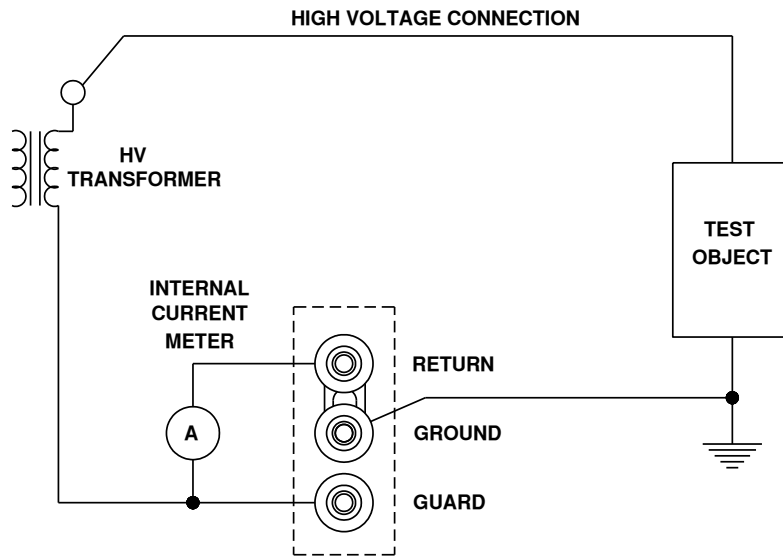 HIGH VOLTAGE CONNECTION
HV
TRANSFORMER
TEST
OBJECT
INTERNAL
CURRENT
METER
RETURN
A
GROUND
GUARD